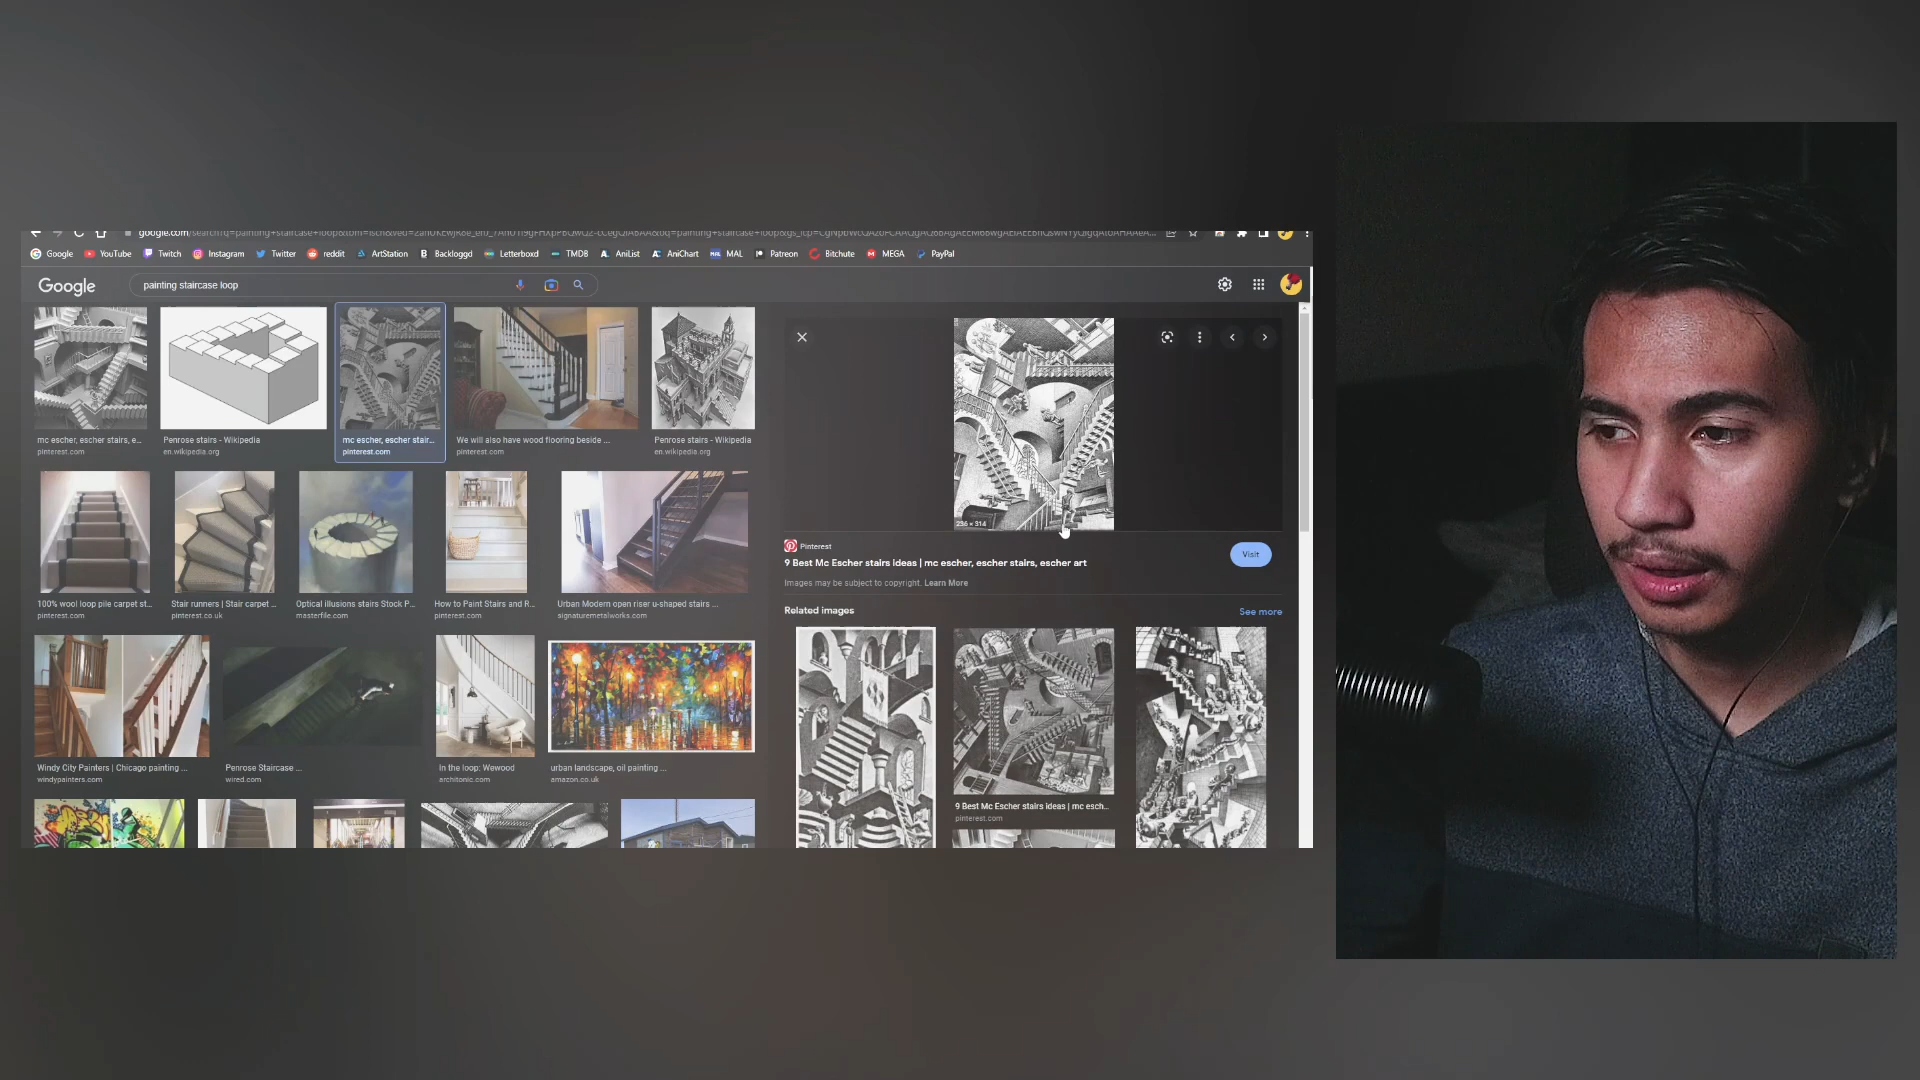 Google YouTube Twitch Instagram Twitter reddit ArtStation Backloggd Letterboxd TMDB AniList AniChart MAL MAL Patreon Bitchute MEGA PayPal
Google painting staircase loop
mc escher, escher stairs, e...
pinterest.com
Penrose stairs - Wikipedia
en.wikipedia.org
mc escher, escher stair...
pinterest.com
We will also have wood flooring beside ...
pinterest.com
Penrose stairs - Wikipedia
en.wikipedia.org
100% wool loop pile carpet st...
pinterest.com
Stair runners | Stair carpet ...
pinterest.co.uk
Optical illusions stairs Stock P...
masterfile.com
How to Paint Stairs and R...
pinterest.com
Urban Modern open riser u-shaped stairs ...
signaturemetalworks.com
Windy City Painters | Chicago painting ...
windypainters.com
Penrose Staircase ...
wired.com
In the loop: Wewood
architonic.com
urban landscape, oil painting ...
amazon.co.uk
236 × 314
Pinterest
9 Best Mc Escher stairs ideas | mc escher, escher stairs, escher art
Visit
Images may be subject to copyright. Learn More
Related images
See more
9 Best Mc Escher stairs ideas | mc esch...
pinterest.com